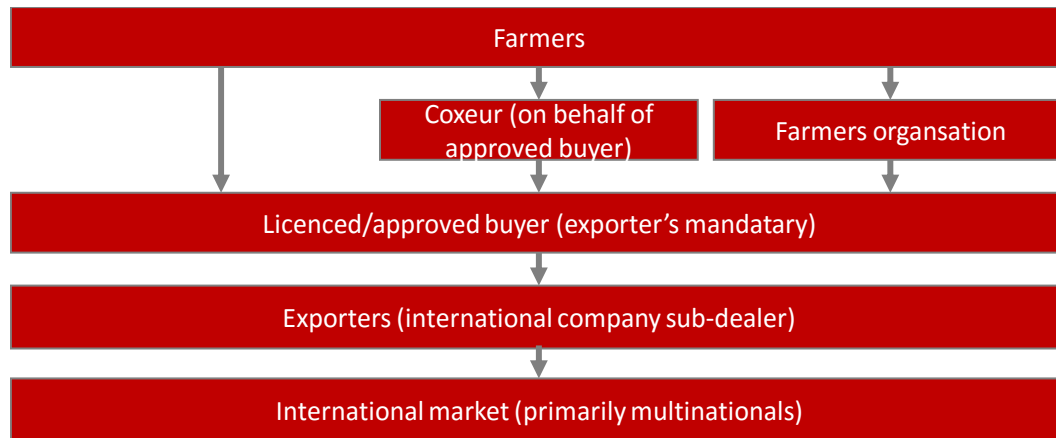 Farmers
Coxeur (on behalf of
approved buyer)
Farmers organsation
Licenced/approved buyer (exporter’s mandatary)
Exporters (international company sub-dealer)
International market (primarily multinationals)